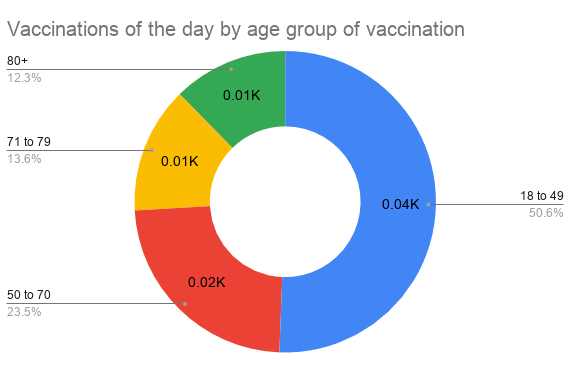 Vaccinations of the day by age group of vaccination
80+
12.3%
0.01K
71 to 79
13.6%
0.01K
18 to 49
50.6%
0.04K
50 to 70
23.5%
0.02K